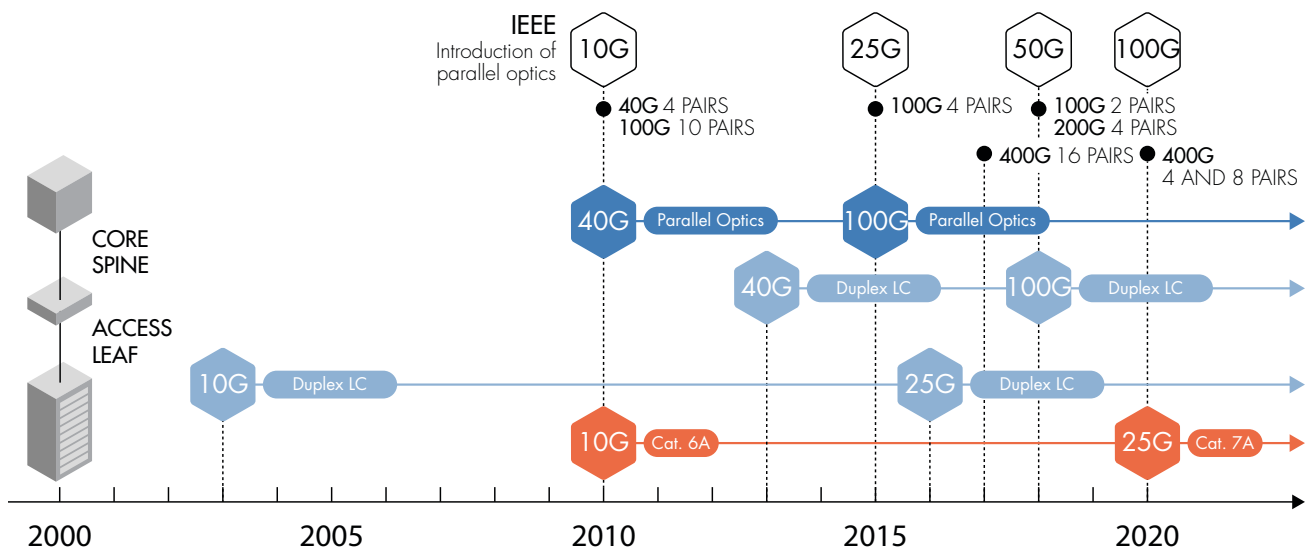 IEEE
Introduction of
parallel optics
10G
25G
50G
100G
40G 4 PAIRS
100G 10 PAIRS
100G 4 PAIRS
100G 2 PAIRS
200G 4 PAIRS
400G 16 PAIRS
400G
4 AND 8 PAIRS
40G
Parallel Optics
100G
Parallel Optics
CORE
SPINE
40G
Duplex LC
100G
Duplex LC
ACCESS
LEAF
10G
Duplex LC
25G
Duplex LC
10G
Cat. 6A
25G
Cat. 7A
2000
2005
2010
2015
2020